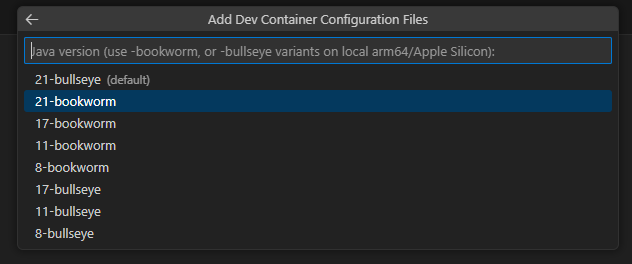 Add Dev Container Configuration Files
Java version (use -bookworm, or -bullseye variants on local arm64/Apple Silicon):
21-bullseye (default)
21-bookworm
17-bookworm
11-bookworm
8-bookworm
17-bullseye
11-bullseye
8-bullseye